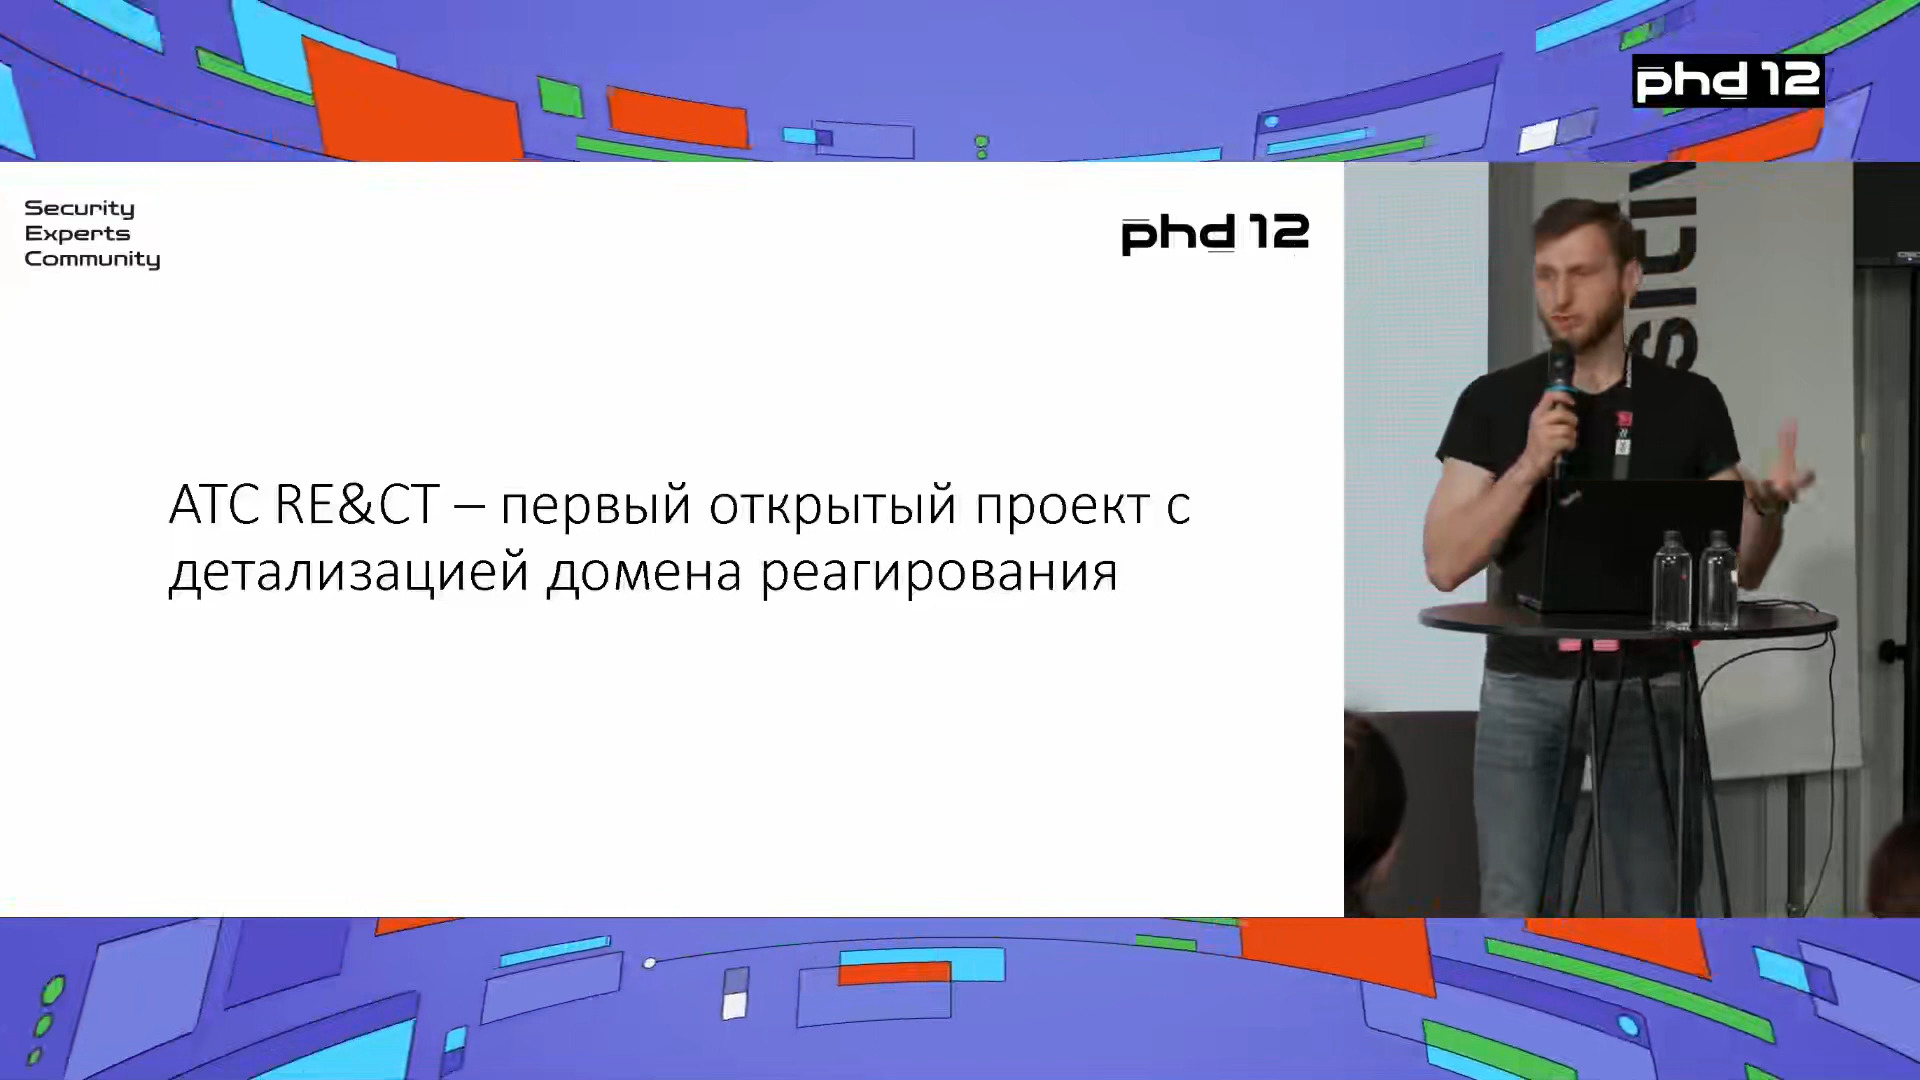 phd 12
Security
Experts
Community
phd 12
ATC RE&CT – первый открытый проект с
детализацией домена реагирования